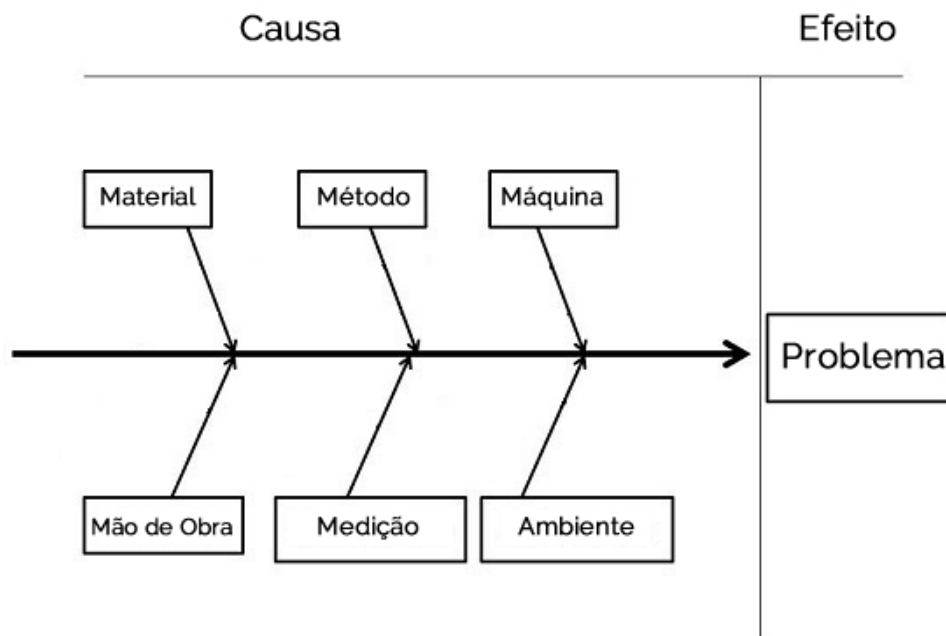 Causa
Efeito
Material
Método
Máquina
Problema
Mão de Obra
Medição
Ambiente